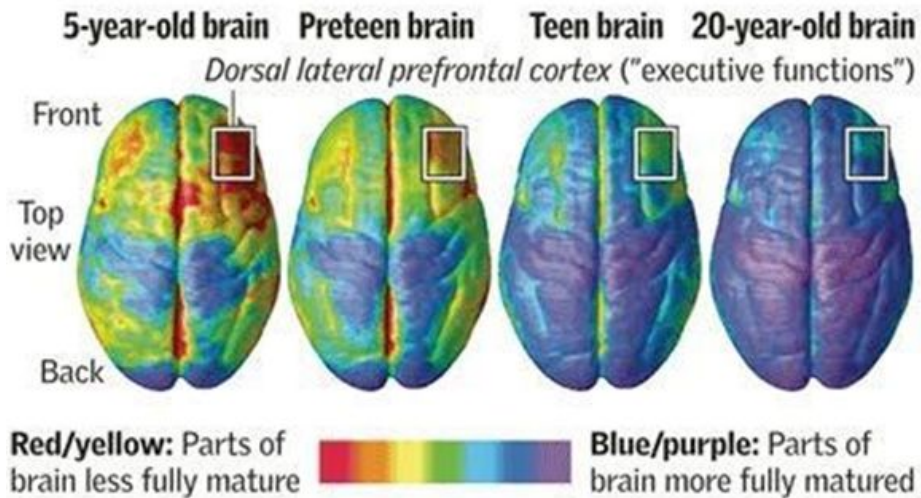 5-year-old brain Preteen brain Teen brain 20-year-old brain
Dorsal lateral prefrontal cortex ("executive functions")
Front
Top
view
Back
Red/yellow: Parts of
brain less fully mature
Blue/purple: Parts of
brain more fully matured